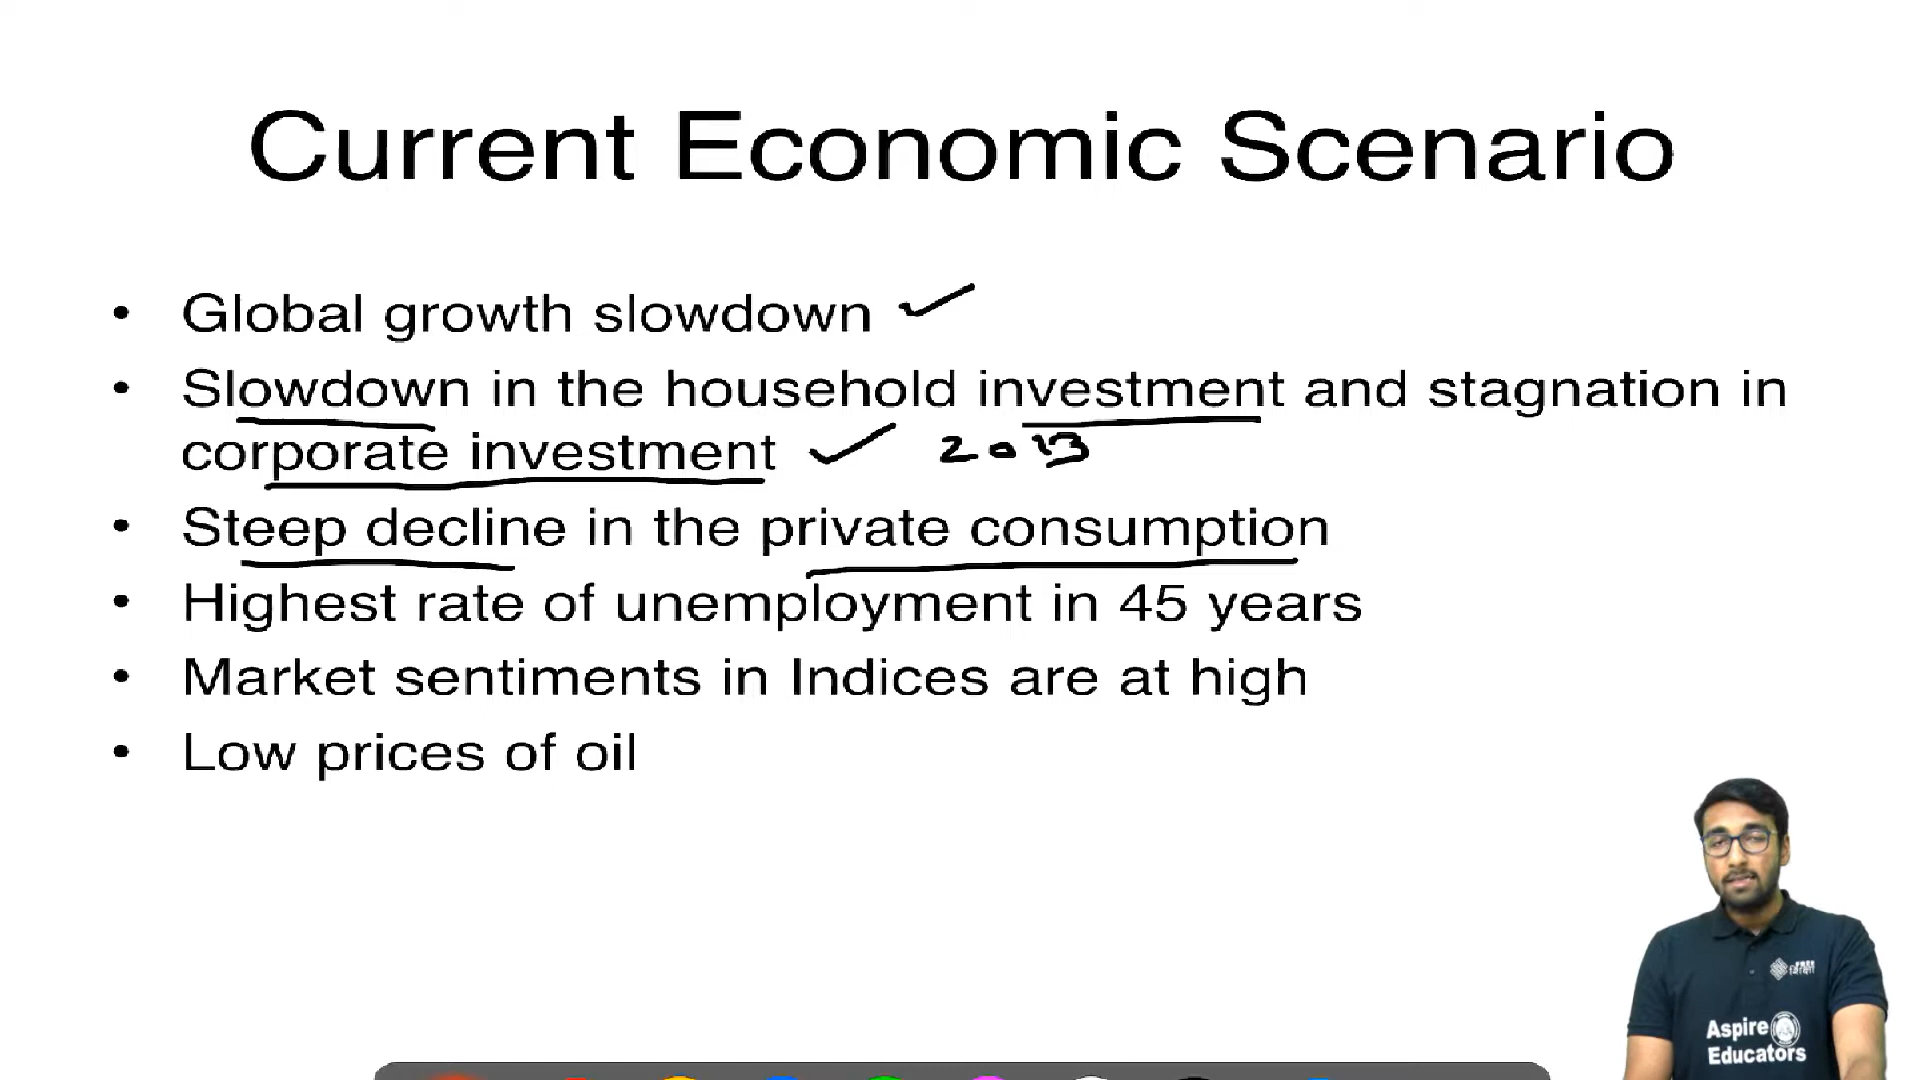 Current Economic Scenario
• Global growth slowdown
• Slowdown in the household investment and stagnation in
corporate investment 2013
• Steep decline in the private consumption
• Highest rate of unemployment in 45 years
• Market sentiments in Indices are at high
• Low prices of oil
Aspire
Educators